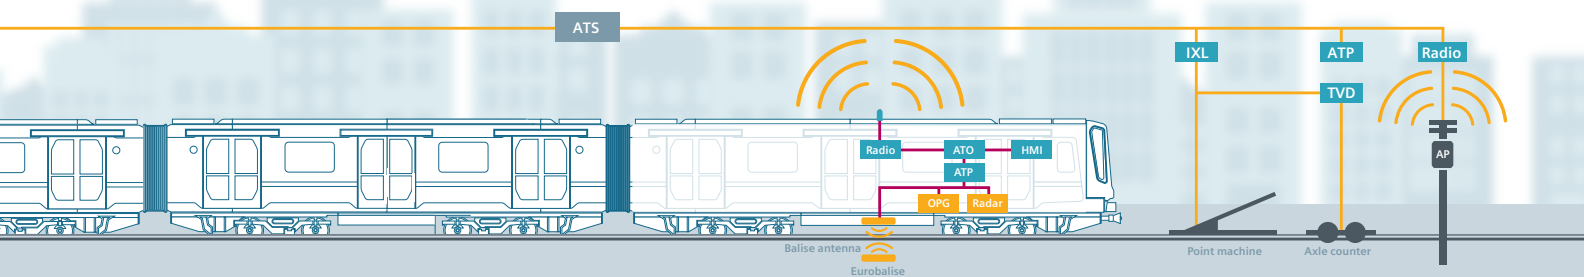 ATS
IXL
ATP
Radio
TVD
Radio
ATO
HMI
AP
ATP
OPG
Radar
Balise antenna
Point machine
Axle counter
Eurobalise